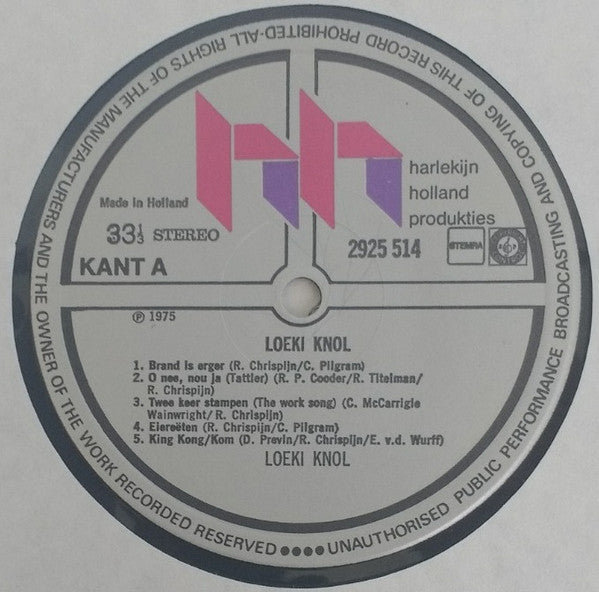 UNAUTHORISED PUBLIC PERFORMANCE BROADCASTING AND COPYING OF THIS RECORD PROHIBITED-ALL RIGHTS OF THE MANUFACTURERS AND THE OWNER OF THE WORK RECORDED RESERVED ●●●●
hh
harlekijn
holland
produkties
Made in Holland
33⅓ STEREO
2925 514
STEMRA
KANT A
℗ 1975
LOEKI KNOL
1. Brand is erger (R. Chrispijn/C. Pilgram)
2. O nee, nou ja (Tattler) (R. P. Cooder/R. Titelman/
R. Chrispijn)
3. Twee keer stampen (The work song) (C. McCarrigle
Wainwright/ R. Chrispijn)
4. Eiereëten (R. Chrispijn/C. Pilgram)
5. King Kong/Kom (D. Previn/R. Chrispijn/E. v.d. Wurff)
LOEKI KNOL